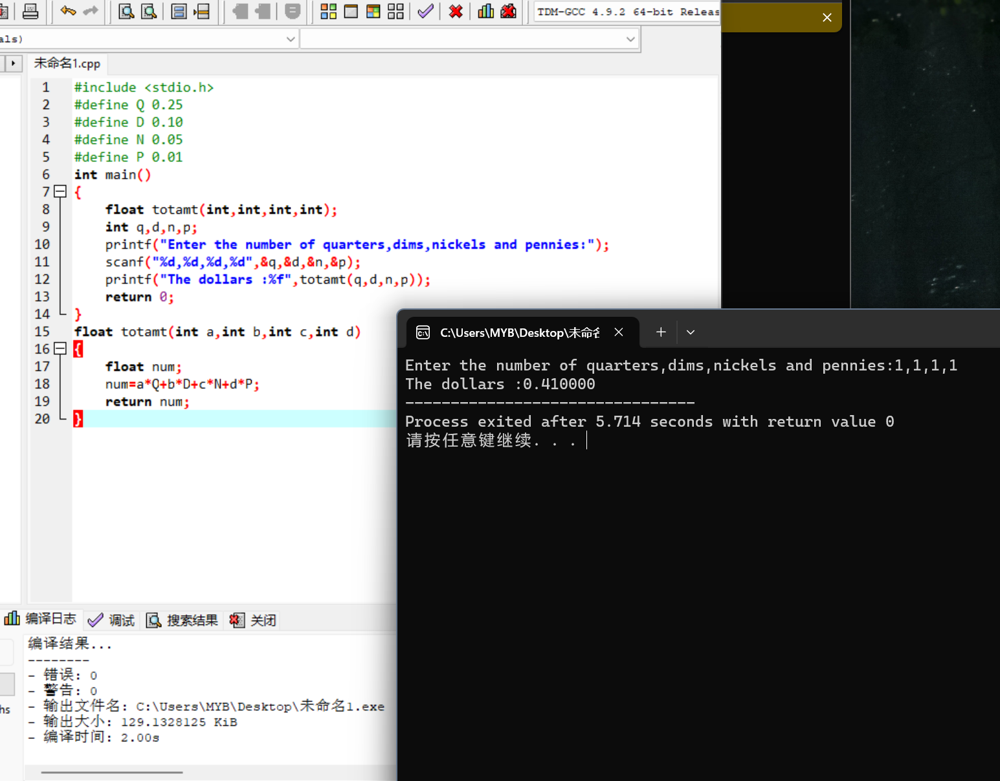 TDM-GCC 4.9.2 64-bit Releas
als)
未命名1.cpp
1 #include <stdio.h>
2 #define Q 0.25
3 #define D 0.10
4 #define N 0.05
5 #define P 0.01
6 int main()
7 {
8 float totamt(int,int,int,int);
9 int q,d,n,p;
10 printf("Enter the number of quarters,dims,nickels and pennies:");
11 scanf("%d,%d,%d,%d",&q,&d,&n,&p);
12 printf("The dollars :%f",totamt(q,d,n,p));
13 return 0;
14 }
15 float totamt(int a,int b,int c,int d)
16 {
17 float num;
18 num=a*Q+b*D+c*N+d*P;
19 return num;
20 }
C:\Users\MYB\Desktop\未命名
Enter the number of quarters,dims,nickels and pennies:1,1,1,1
The dollars :0.410000
--------------------------------
Process exited after 5.714 seconds with return value 0
请按任意键继续. . .
编译日志 调试 搜索结果 关闭
编译结果...
--------
- 错误: 0
- 警告: 0
- 输出文件名: C:\Users\MYB\Desktop\未命名1.exe
- 输出大小: 129.1328125 KiB
- 编译时间: 2.00s
hs